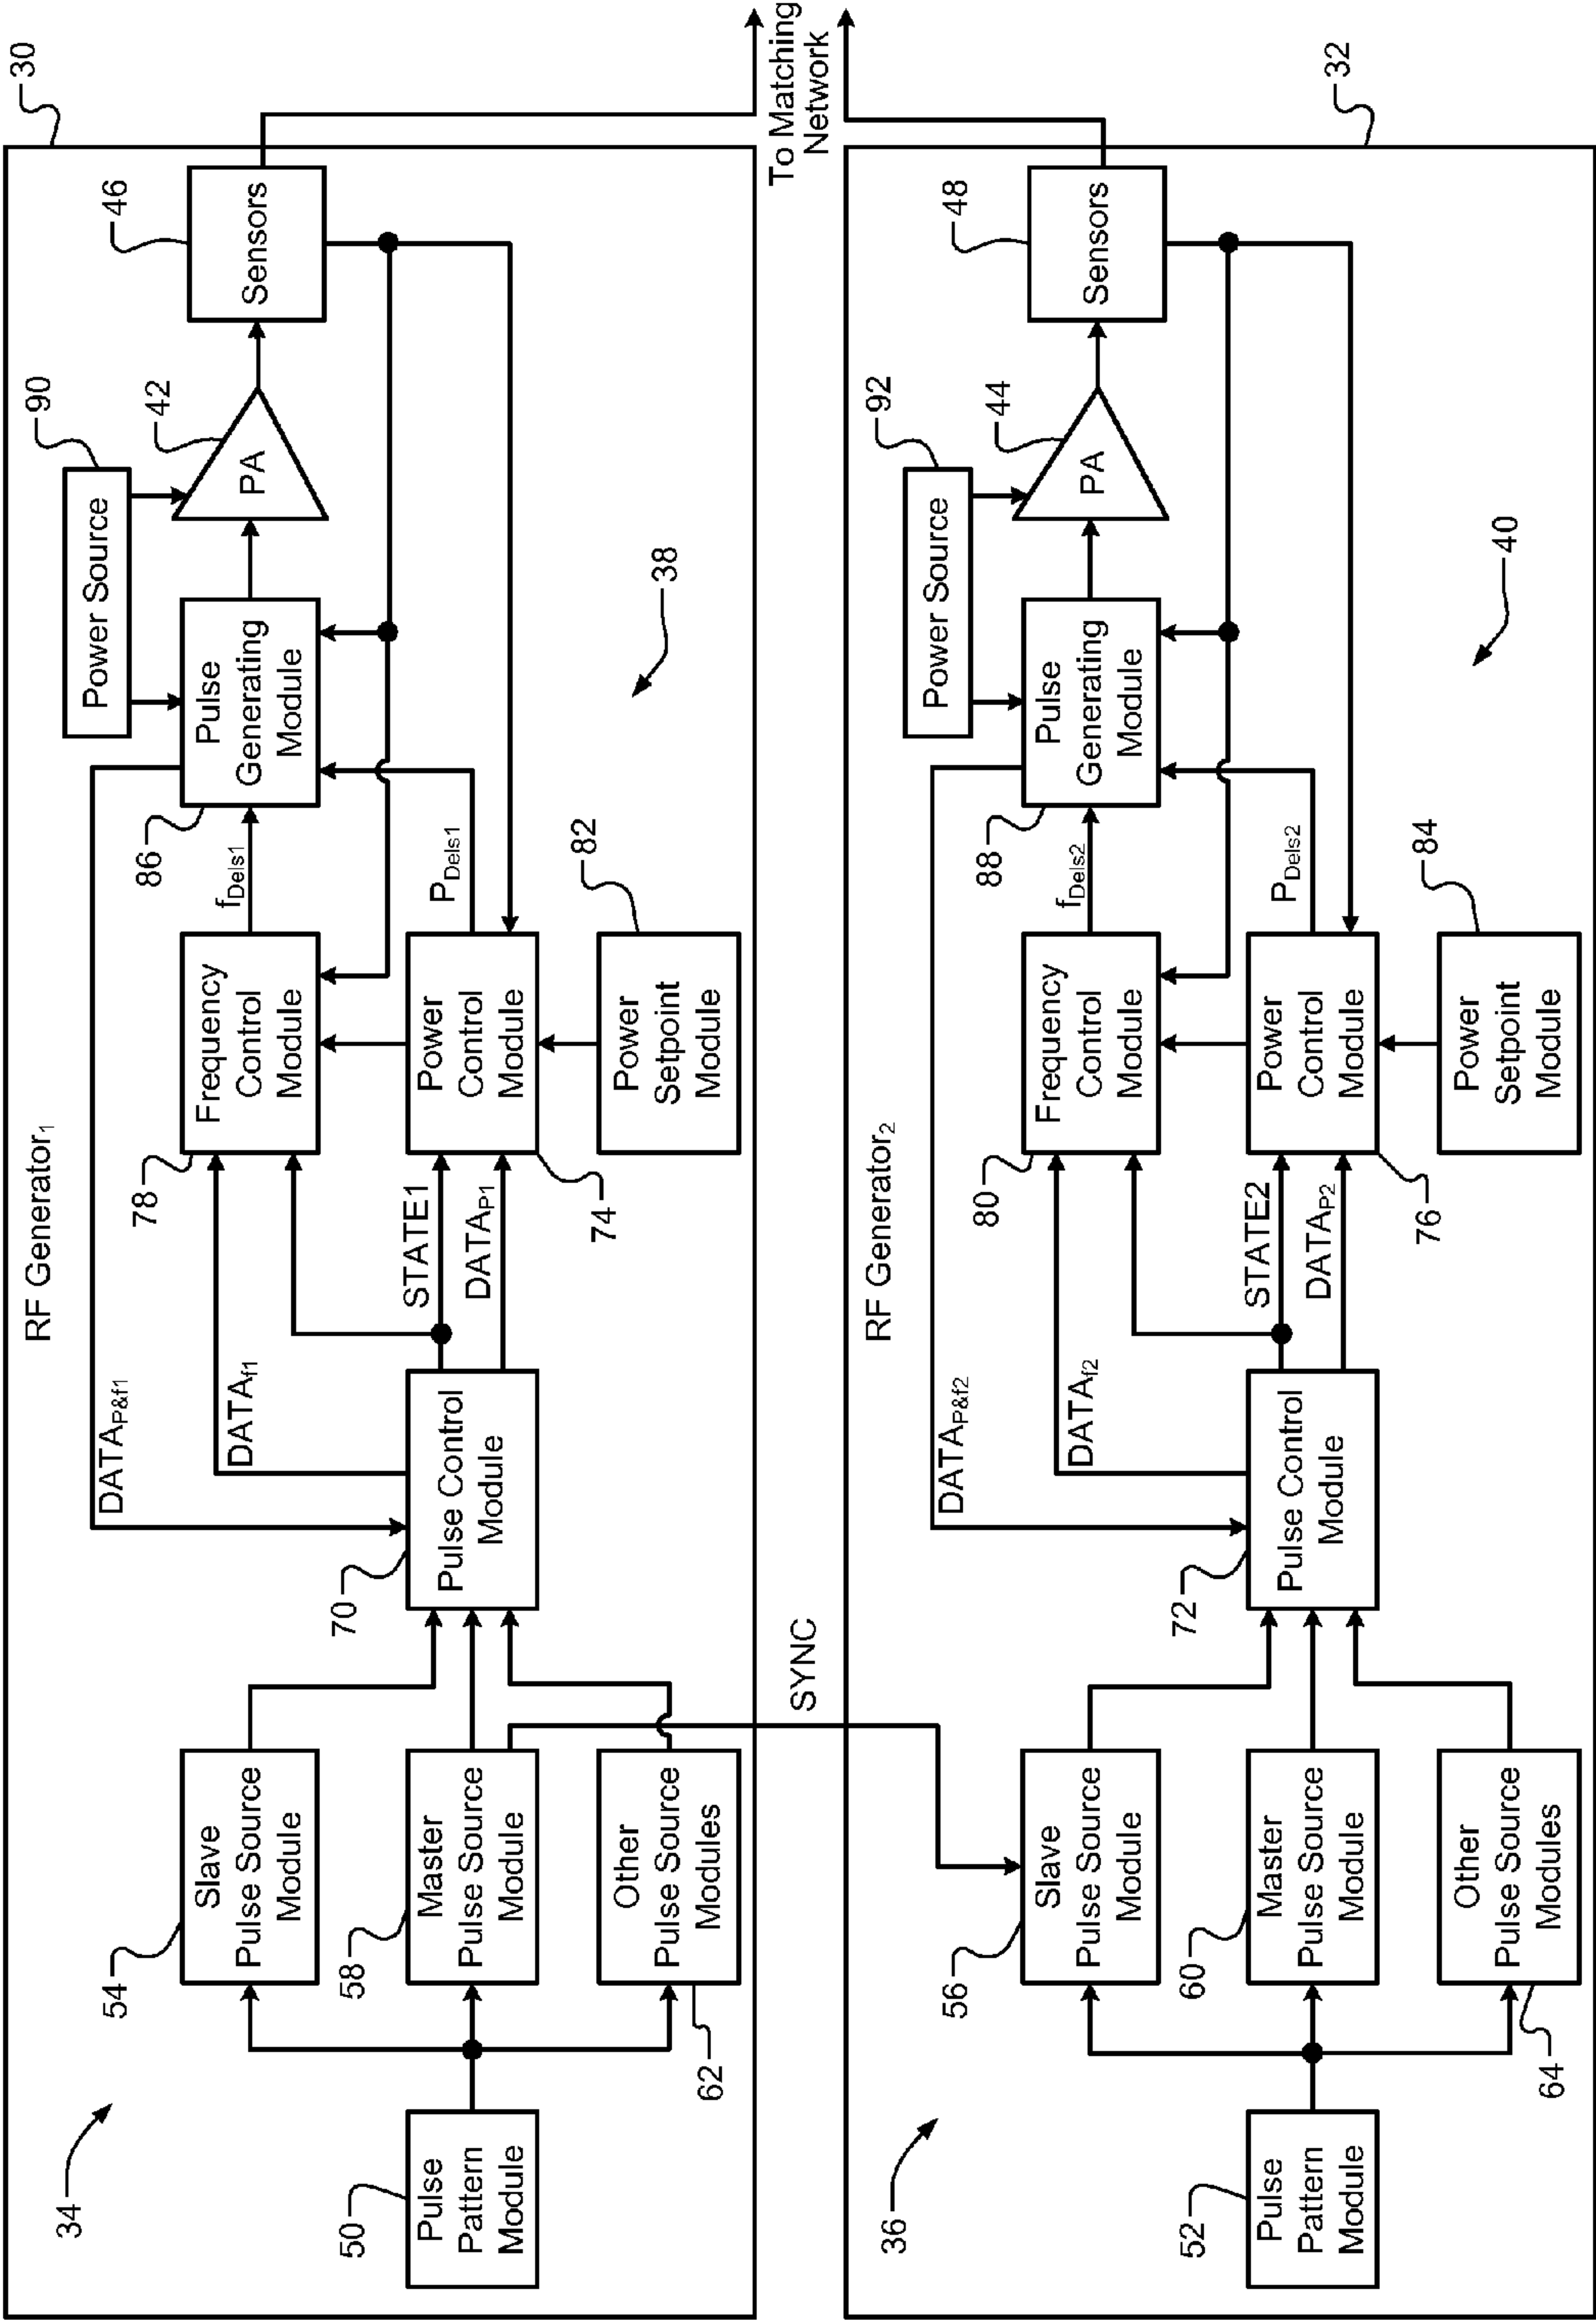 RF Generator1
30
34
50
Pulse
Pattern
Module
54
Slave
Pulse Source
Module
58
Master
Pulse Source
Module
62
Other
Pulse Source
Modules
70
Pulse Control
Module
DATAP&f1
DATAf1
STATE1
DATAP1
78
Frequency
Control
Module
74
Power
Control
Module
82
Power
Setpoint
Module
fDels1
PDels1
86
Pulse
Generating
Module
90
Power Source
42
PA
46
Sensors
38
SYNC
To Matching
Network
RF Generator2
32
36
52
Pulse
Pattern
Module
56
Slave
Pulse Source
Module
60
Master
Pulse Source
Module
64
Other
Pulse Source
Modules
72
Pulse Control
Module
DATAP&f2
DATAf2
STATE2
DATAP2
80
Frequency
Control
Module
76
Power
Control
Module
84
Power
Setpoint
Module
fDels2
PDels2
88
Pulse
Generating
Module
92
Power Source
44
PA
48
Sensors
40